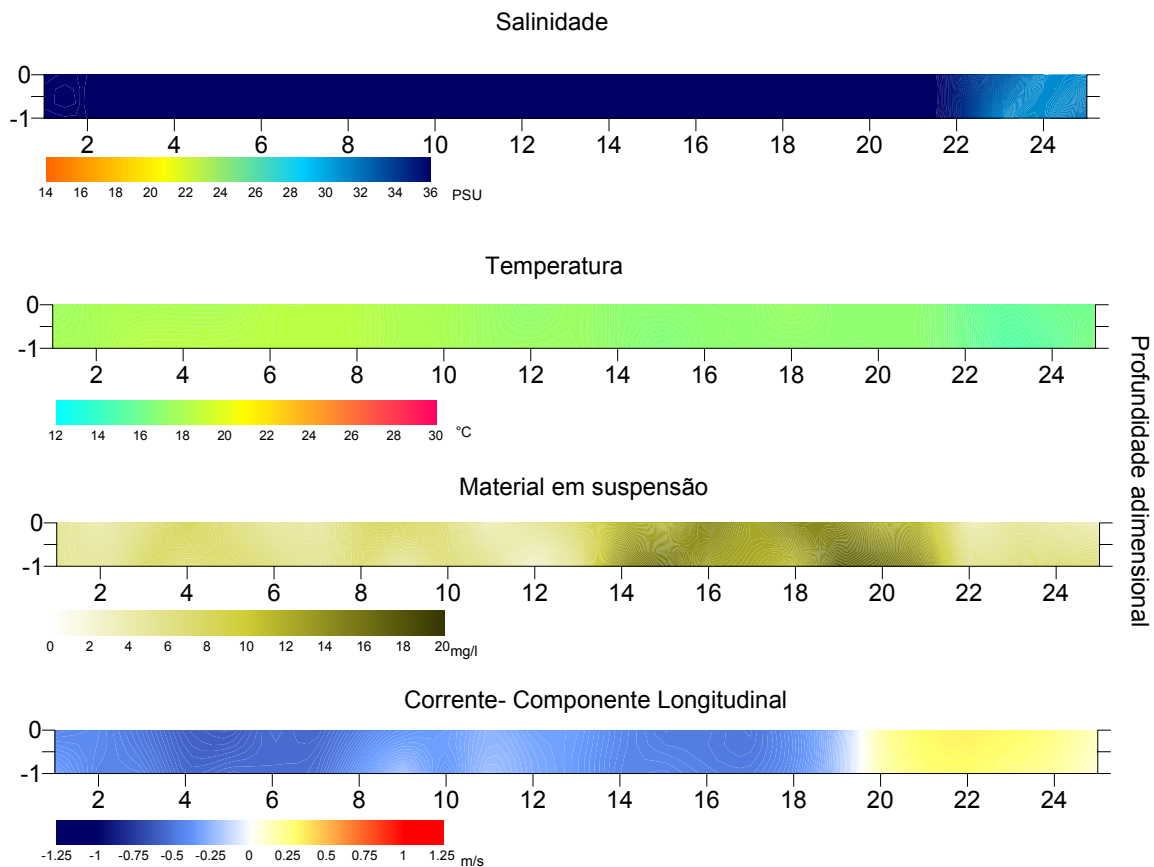 Salinidade
0
-1
2 4 6 8 10 12 14 16 18 20 22 24
14 16 18 20 22 24 26 28 30 32 34 36 PSU
Temperatura
0
-1
2 4 6 8 10 12 14 16 18 20 22 24
12 14 16 18 20 22 24 26 28 30 °C
Material em suspensão
0
-1
2 4 6 8 10 12 14 16 18 20 22 24
0 2 4 6 8 10 12 14 16 18 20 mg/l
Corrente- Componente Longitudinal
0
-1
2 4 6 8 10 12 14 16 18 20 22 24
-1.25 -1 -0.75 -0.5 -0.25 0 0.25 0.5 0.75 1 1.25 m/s
Profundidade adimensional